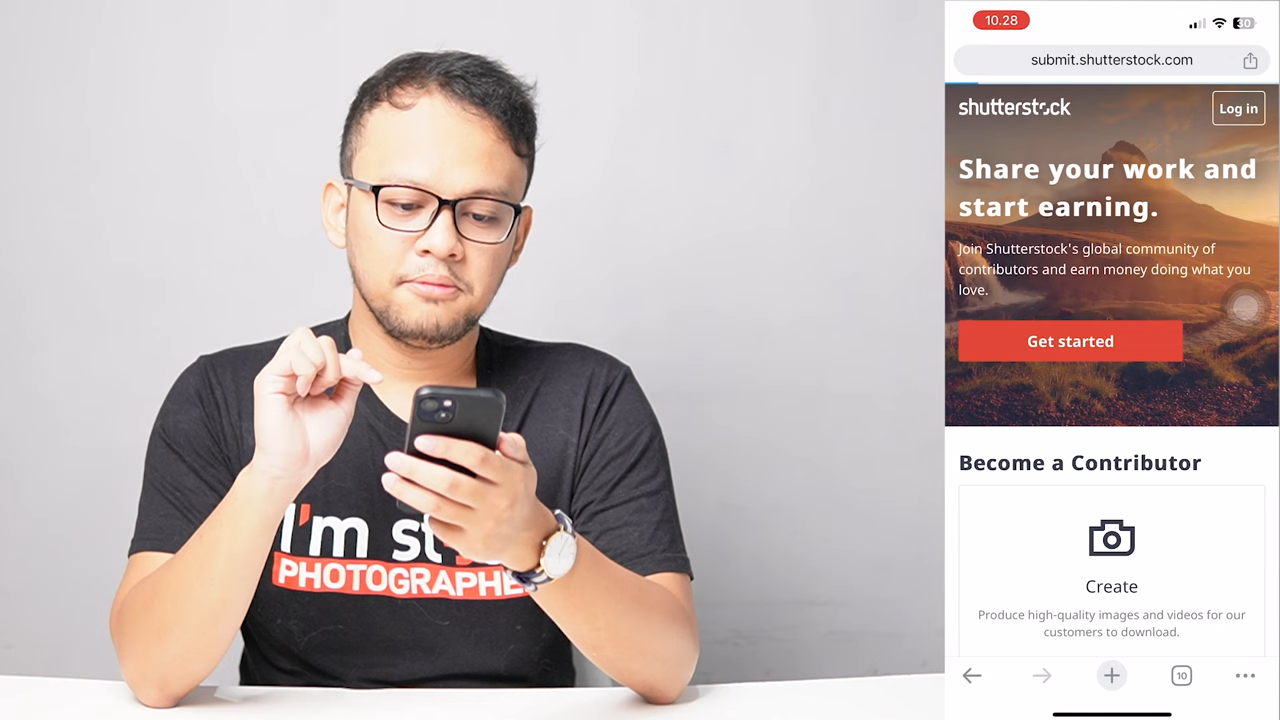 I'm st
PHOTOGRAPHE
10.28
30
submit.shutterstock.com
shutterstock
Log in
Share your work and
start earning.
Join Shutterstock's global community of
contributors and earn money doing what you
love.
Get started
Become a Contributor
Create
Produce high-quality images and videos for our
customers to download.
10